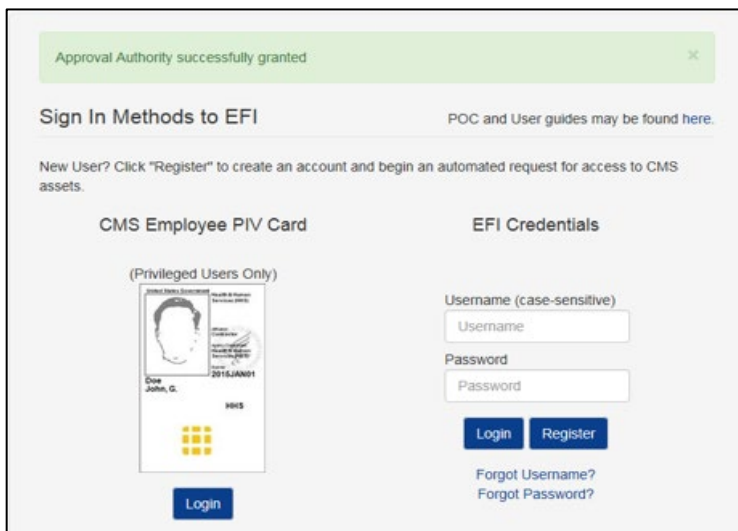 Approval Authority successfully granted ×
Sign In Methods to EFI
POC and User guides may be found here.
New User? Click "Register" to create an account and begin an automated request for access to CMS
assets.
CMS Employee PIV Card
(Privileged Users Only)
United States Government
Health & Human
Services (HHS)
2015JAN01
Doe
John, G.
HHS
Login
EFI Credentials
Username (case-sensitive)
Username
Password
Password
Login Register
Forgot Username?
Forgot Password?